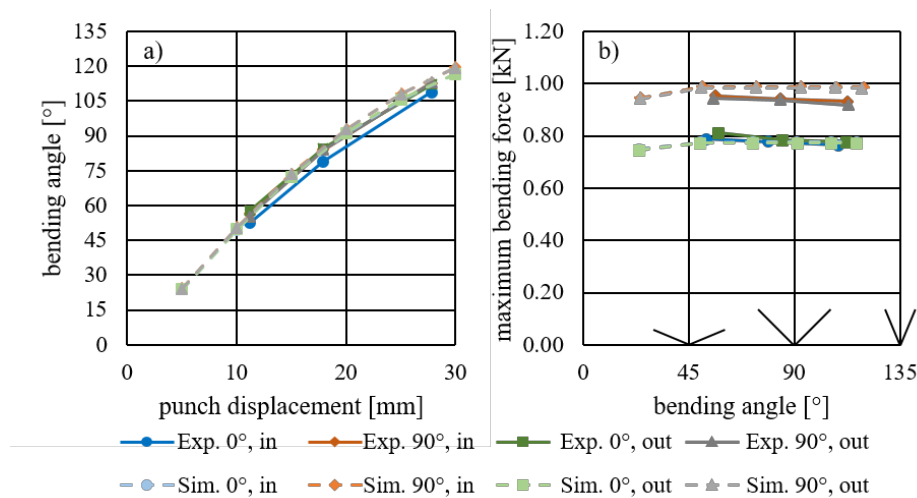 135
120
105
90
75
60
45
30
15
0
a)
bending angle [°]
0
10
20
30
punch displacement [mm]
1.20
1.00
0.80
0.60
0.40
0.20
0.00
b)
maximum bending force [kN]
0
45
90
135
bending angle [°]
Exp. 0°, in
Exp. 90°, in
Exp. 0°, out
Exp. 90°, out
Sim. 0°, in
Sim. 90°, in
Sim. 0°, out
Sim. 90°, out